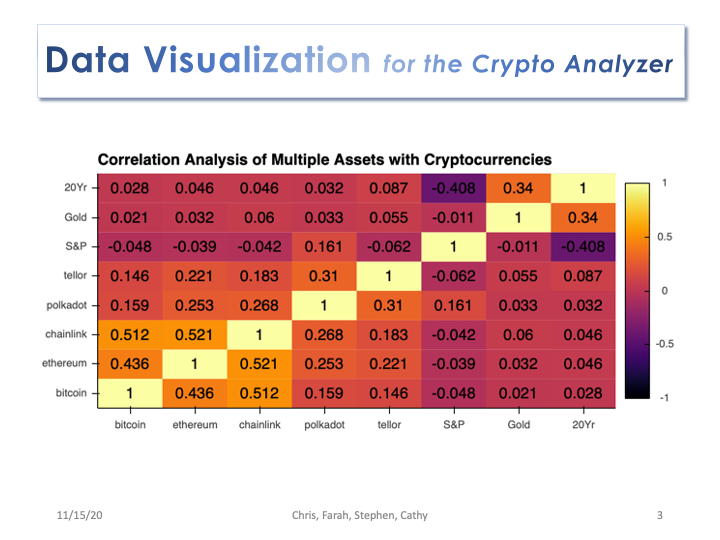 Data Visualization for the Crypto Analyzer
Correlation Analysis of Multiple Assets with Cryptocurrencies
20Yr 0.028 0.046 0.046 0.032 0.087 -0.408 0.34 1
Gold 0.021 0.032 0.06 0.033 0.055 -0.011 1 0.34
S&P -0.048 -0.039 -0.042 0.161 -0.062 1 -0.011 -0.408
tellor 0.146 0.221 0.183 0.31 1 -0.062 0.055 0.087
polkadot 0.159 0.253 0.268 1 0.31 0.161 0.033 0.032
chainlink 0.512 0.521 1 0.268 0.183 -0.042 0.06 0.046
ethereum 0.436 1 0.521 0.253 0.221 -0.039 0.032 0.046
bitcoin 1 0.436 0.512 0.159 0.146 -0.048 0.021 0.028
bitcoin ethereum chainlink polkadot tellor S&P Gold 20Yr
1
0.5
0
-0.5
-1
11/15/20 Chris, Farah, Stephen, Cathy 3